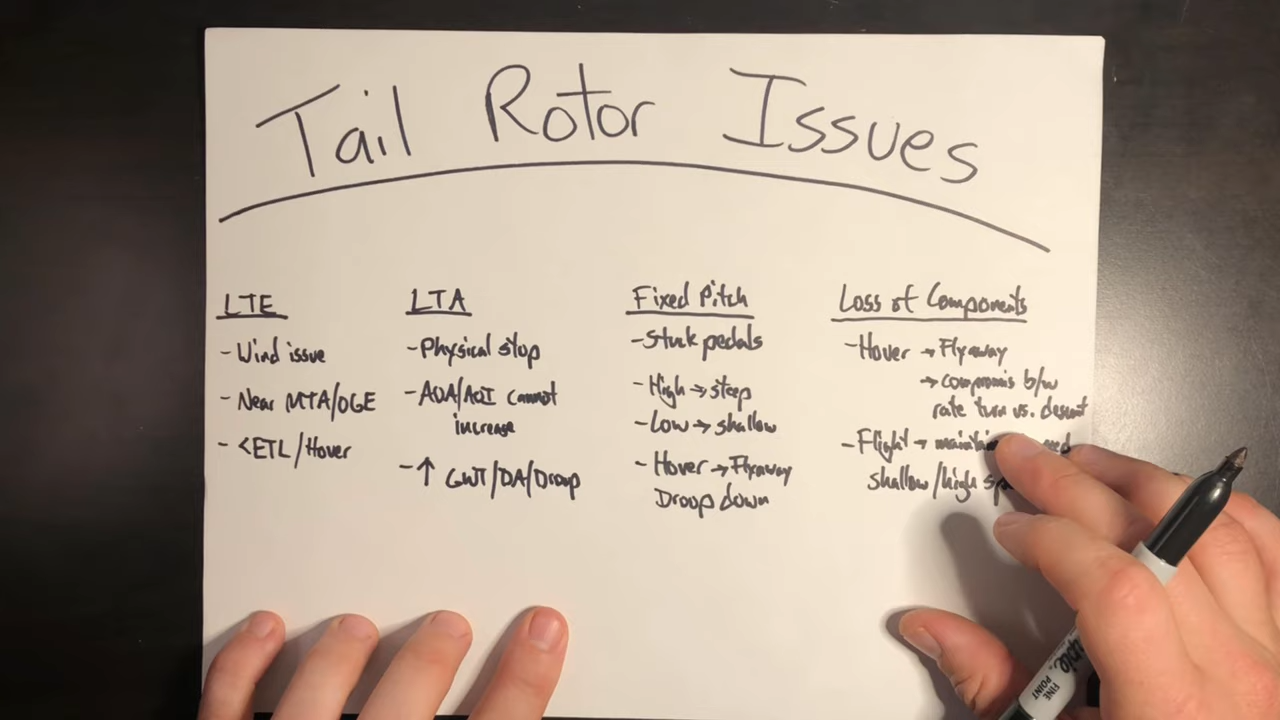 Tail Rotor Issues
LTE
- Wind issue
- Near MTA/OGE
- <ETL/Hover
LTA
- Physical stop
- AOA/AOI cannot
increase
- ↑ GWT/DA/Droop
Fixed Pitch
- Stuck pedals
- High → steep
- Low → shallow
- Hover → Flyaway
Droop down
Loss of Components
- Hover → Flyaway
→ compromis b/w
rate turn vs. descent
- Flight →
shallow/high
FINE
POINT